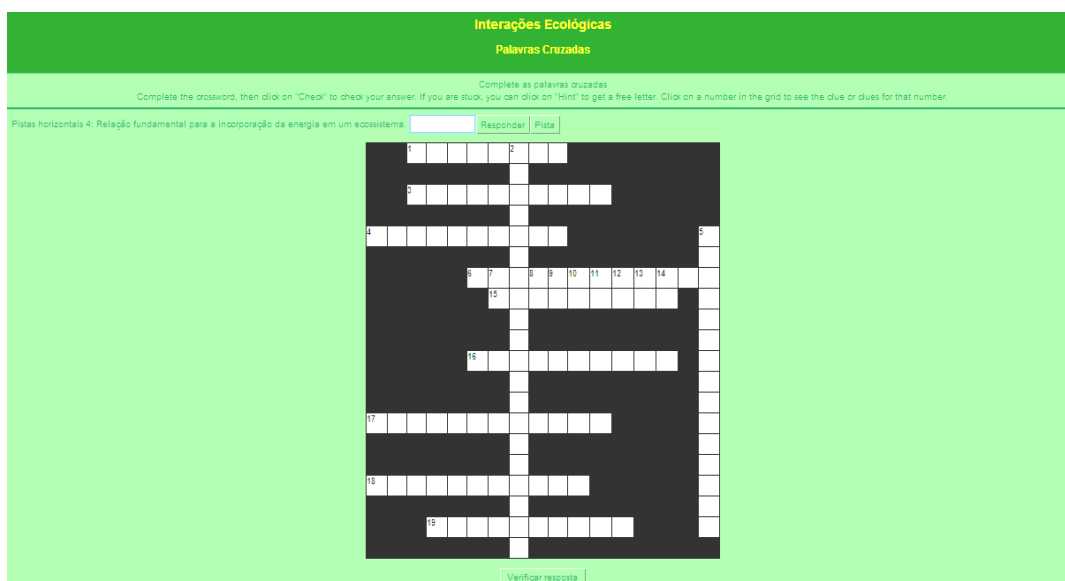 Interações Ecológicas
Palavras Cruzadas
Complete as palavras cruzadas
Complete the crossword, then click on "Check" to check your answer. If you are stuck, you can click on "Hint" to get a free letter. Click on a number in the grid to see the clue or clues for that number.
Pistas horizontais 4: Relação fundamental para a incorporação da energia em um ecossistema. Responder Pista
1 2
3
4 5
6 7 8 9 10 11 12 13 14
15
16
17
18
19
Verificar resposta